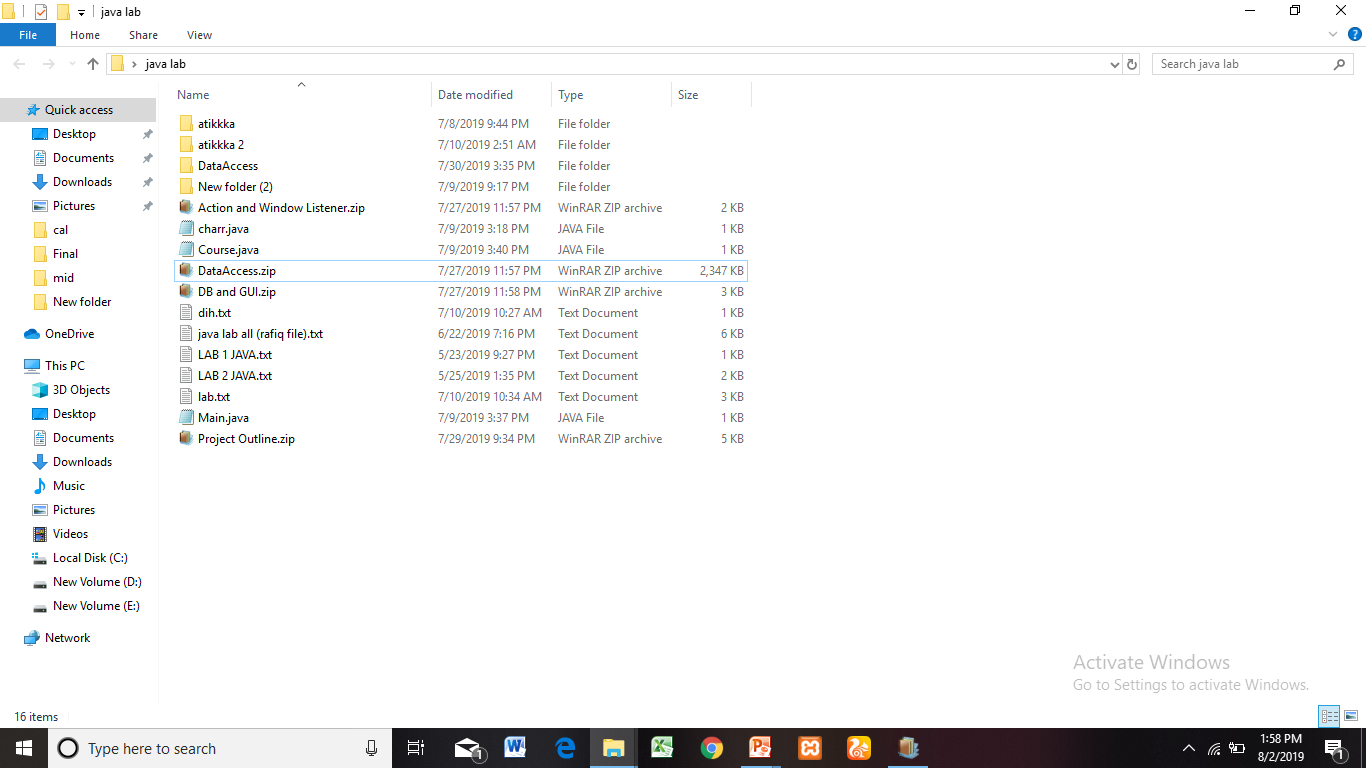 java lab
File Home Share View
java lab
Search java lab
Name Date modified Type Size
Quick access
Desktop
Documents
Downloads
Pictures
cal
Final
mid
New folder
OneDrive
This PC
3D Objects
Desktop
Documents
Downloads
Music
Pictures
Videos
Local Disk (C:)
New Volume (D:)
New Volume (E:)
Network
atikkka 7/8/2019 9:44 PM File folder
atikkka 2 7/10/2019 2:51 AM File folder
DataAccess 7/30/2019 3:35 PM File folder
New folder (2) 7/9/2019 9:17 PM File folder
Action and Window Listener.zip 7/27/2019 11:57 PM WinRAR ZIP archive 2 KB
charr.java 7/9/2019 3:18 PM JAVA File 1 KB
Course.java 7/9/2019 3:40 PM JAVA File 1 KB
DataAccess.zip 7/27/2019 11:57 PM WinRAR ZIP archive 2,347 KB
DB and GUI.zip 7/27/2019 11:58 PM WinRAR ZIP archive 3 KB
dih.txt 7/10/2019 10:27 AM Text Document 1 KB
java lab all (rafiq file).txt 6/22/2019 7:16 PM Text Document 6 KB
LAB 1 JAVA.txt 5/23/2019 9:27 PM Text Document 1 KB
LAB 2 JAVA.txt 5/25/2019 1:35 PM Text Document 2 KB
lab.txt 7/10/2019 10:34 AM Text Document 3 KB
Main.java 7/9/2019 3:37 PM JAVA File 1 KB
Project Outline.zip 7/29/2019 9:34 PM WinRAR ZIP archive 5 KB
Activate Windows
Go to Settings to activate Windows.
16 items
Type here to search
1:58 PM
8/2/2019